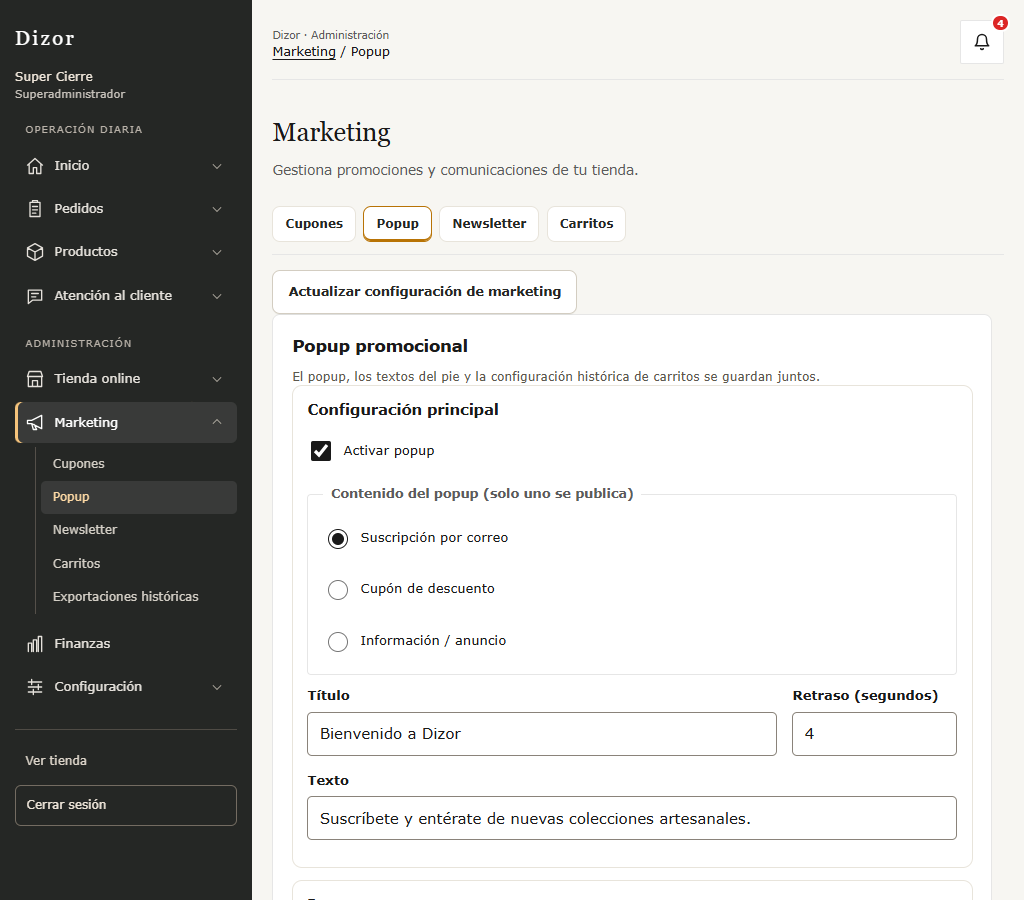 Dizor
Super Cierre
Superadministrador
OPERACIÓN DIARIA
Inicio
Pedidos
Productos
Atención al cliente
ADMINISTRACIÓN
Tienda online
Marketing
Cupones
Popup
Newsletter
Carritos
Exportaciones históricas
Finanzas
Configuración
Ver tienda
Cerrar sesión
Dizor · Administración
Marketing / Popup
4
Marketing
Gestiona promociones y comunicaciones de tu tienda.
Cupones Popup Newsletter Carritos
Actualizar configuración de marketing
Popup promocional
El popup, los textos del pie y la configuración histórica de carritos se guardan juntos.
Configuración principal
Activar popup
Contenido del popup (solo uno se publica)
Suscripción por correo
Cupón de descuento
Información / anuncio
Título Retraso (segundos)
Bienvenido a Dizor 4
Texto
Suscríbete y entérate de nuevas colecciones artesanales.